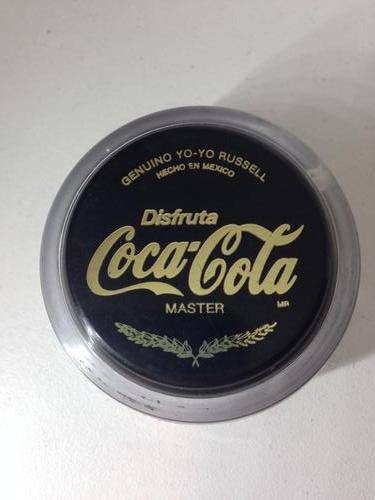 GENUINO YO-YO RUSSELL
HECHO EN MEXICO
Disfruta
Coca-Cola
MR
MASTER